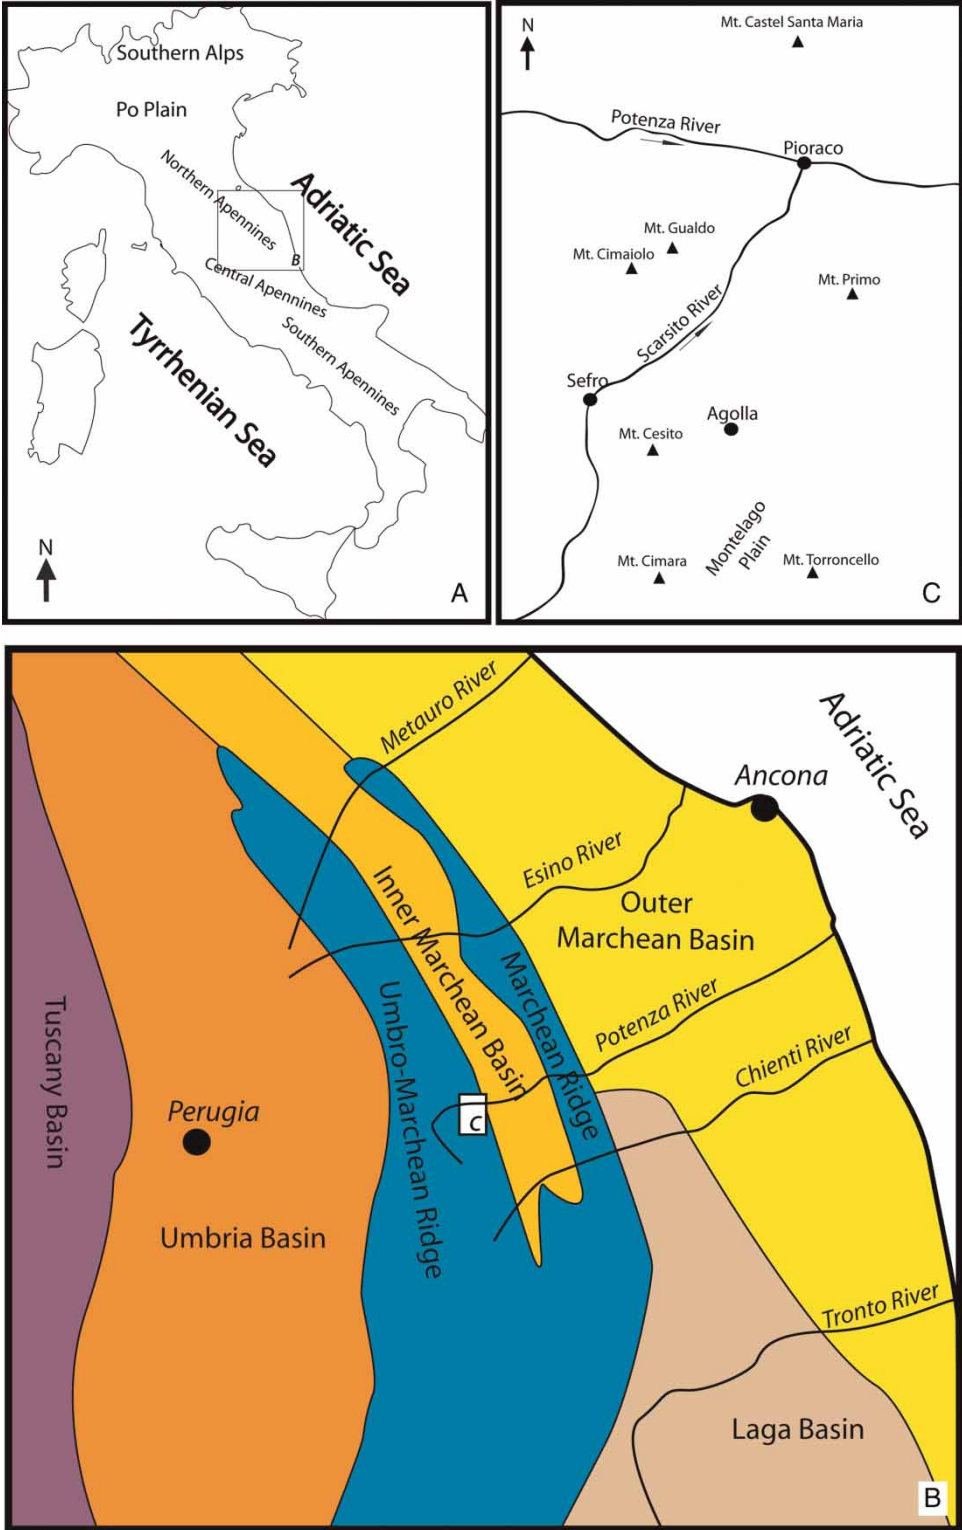 Southern Alps
Po Plain
Northern Apennines
Adriatic Sea
B
Central Apennines
Southern Apennines
Tyrrhenian Sea
N
A
N
Mt. Castel Santa Maria
Potenza River
Pioraco
Mt. Gualdo
Mt. Cimaiolo
Mt. Primo
Scarsito River
Sefro
Agolla
Mt. Cesito
Montelago
Plain
Mt. Cimara
Mt. Torroncello
C
Metauro River
Adriatic Sea
Ancona
Esino River
Outer
Marchean Basin
Inner Marchean Basin
Marchean Ridge
Umbro-Marchean Ridge
Potenza River
Chienti River
Tuscany Basin
Perugia
C
Umbria Basin
Tronto River
Laga Basin
B